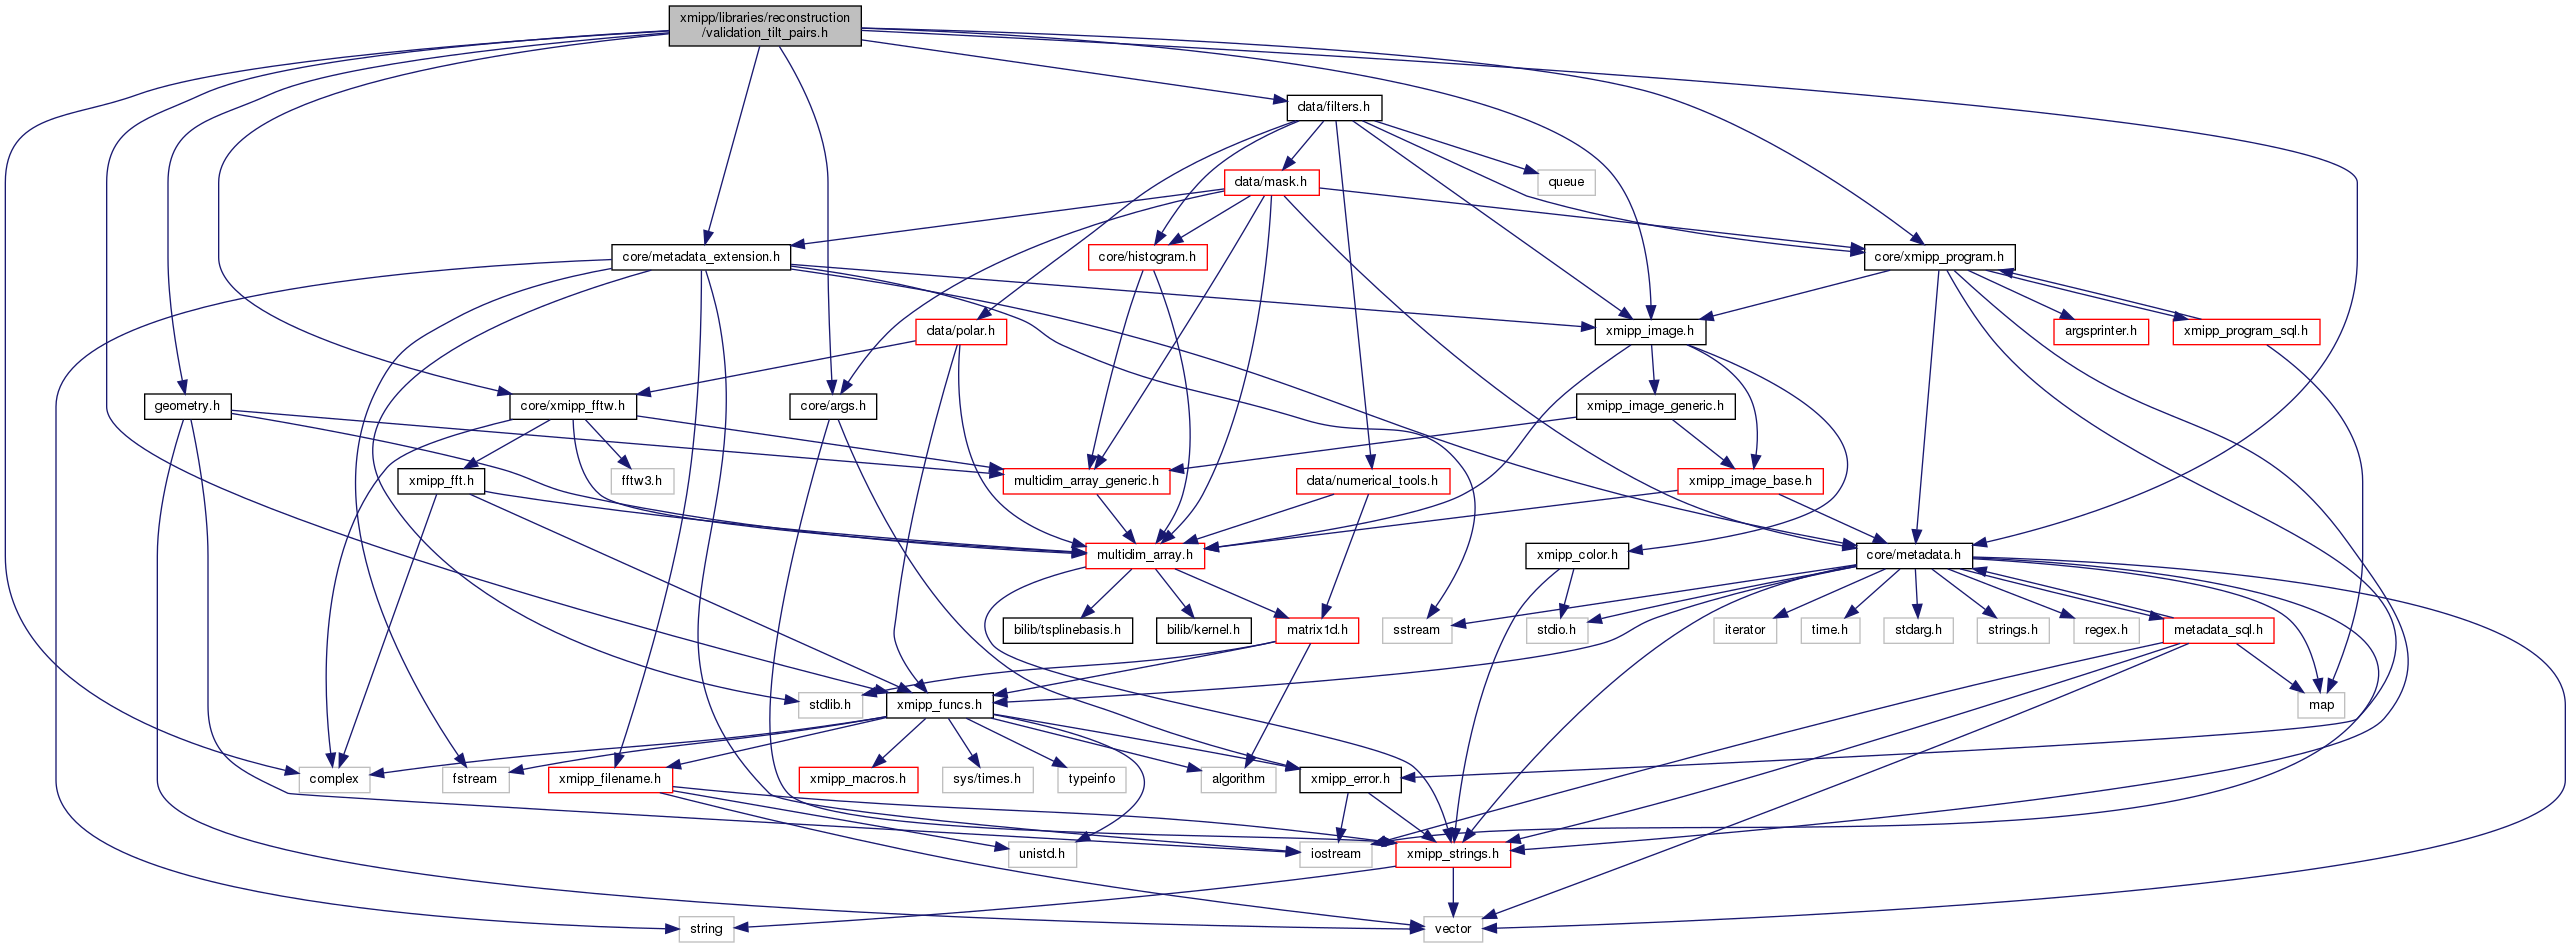 xmipp/libraries/reconstruction
/validation_tilt_pairs.h
data/filters.h
data/mask.h
queue
core/metadata_extension.h
core/histogram.h
core/xmipp_program.h
data/polar.h
xmipp_image.h
argsprinter.h
xmipp_program_sql.h
geometry.h
core/xmipp_fftw.h
core/args.h
xmipp_image_generic.h
xmipp_fft.h
fftw3.h
multidim_array_generic.h
data/numerical_tools.h
xmipp_image_base.h
multidim_array.h
xmipp_color.h
core/metadata.h
bilib/tsplinebasis.h
bilib/kernel.h
matrix1d.h
sstream
stdio.h
iterator
time.h
stdarg.h
strings.h
regex.h
metadata_sql.h
stdlib.h
xmipp_funcs.h
map
complex
fstream
xmipp_filename.h
xmipp_macros.h
sys/times.h
typeinfo
algorithm
xmipp_error.h
unistd.h
iostream
xmipp_strings.h
string
vector